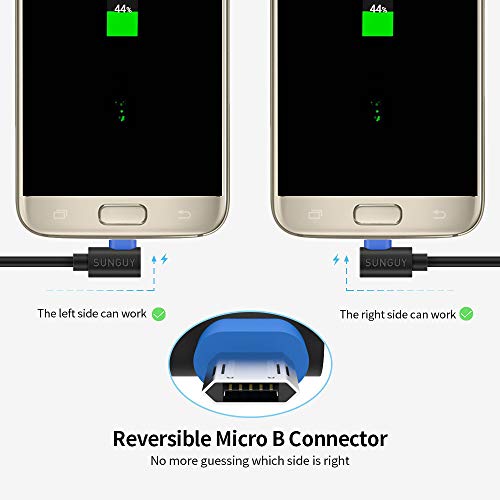 44%
44%
SUNGUY
SUNGUY
The left side can work
The right side can work
Reversible Micro B Connector
No more guessing which side is right